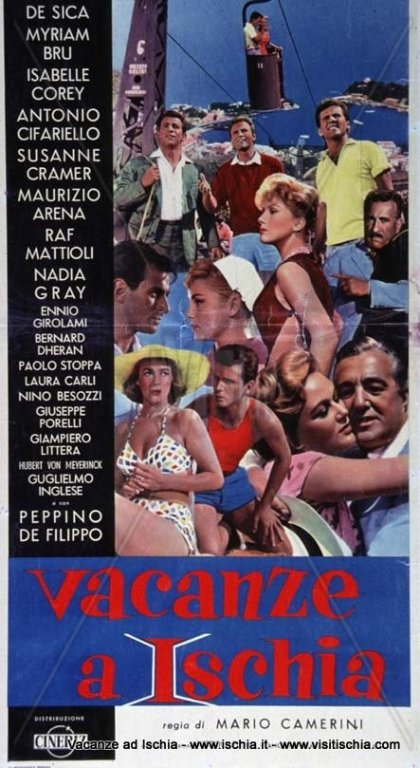 DE SICA
MYRIAM
BRU
ISABELLE
COREY
ANTONIO
CIFARIELLO
SUSANNE
CRAMER
MAURIZIO
ARENA
RAF
MATTIOLI
NADIA
GRAY
ENNIO
GIROLAMI
BERNARD
DHERAN
PAOLO STOPPA
LAURA CARLI
NINO BESOZZI
GIUSEPPE
PORELLI
GIAMPIERO
LITTERA
HUBERT VON MEYERINCK
GUGLIELMO
INGLESE
e con
PEPPINO
DE FILIPPO
6
vacanze
a Ischia
DISTRIBUZIONE
CINERIZ
regia di MARIO CAMERINI
Vacanze ad Ischia - www.ischia.it - www.visitischia.com